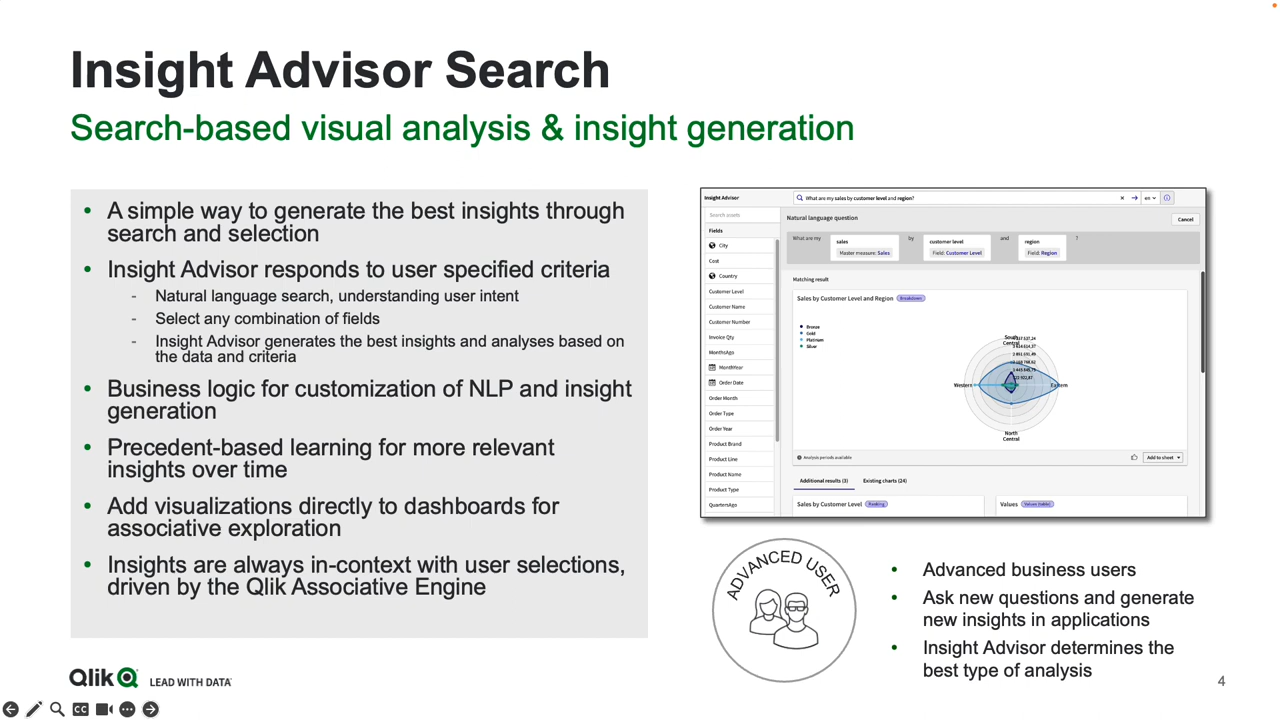 Insight Advisor Search
Search-based visual analysis & insight generation
• A simple way to generate the best insights through
search and selection
• Insight Advisor responds to user specified criteria
- Natural language search, understanding user intent
- Select any combination of fields
- Insight Advisor generates the best insights and analyses based on
the data and criteria
• Business logic for customization of NLP and insight
generation
• Precedent-based learning for more relevant
insights over time
• Add visualizations directly to dashboards for
associative exploration
• Insights are always in-context with user selections,
driven by the Qlik Associative Engine
Insight Advisor
What are my sales by customer level and region?
en
Search assets
Natural language question
Cancel
Fields
City
Cost
Country
Customer Level
Customer Name
Customer Number
Invoice Qty
MonthsAgo
MonthYear
Order Date
Order Month
Order Type
Order Year
Product Brand
Product Line
Product Name
Product Type
QuartersAgo
What are my
sales
Master measure: Sales
by
customer level
Field: Customer Level
and
region
Field: Region
?
Matching result
Sales by Customer Level and Region Breakdown
Bronze
Gold
Platinum
Silver
South
Central
Western
Eastern
North
Central
Analysis periods available
Add to sheet
Additional results (3)
Existing charts (24)
Sales by Customer Level Ranking
Values Values (table)
ADVANCED USER
• Advanced business users
• Ask new questions and generate
new insights in applications
• Insight Advisor determines the
best type of analysis
Qlik LEAD WITH DATA
4
CC